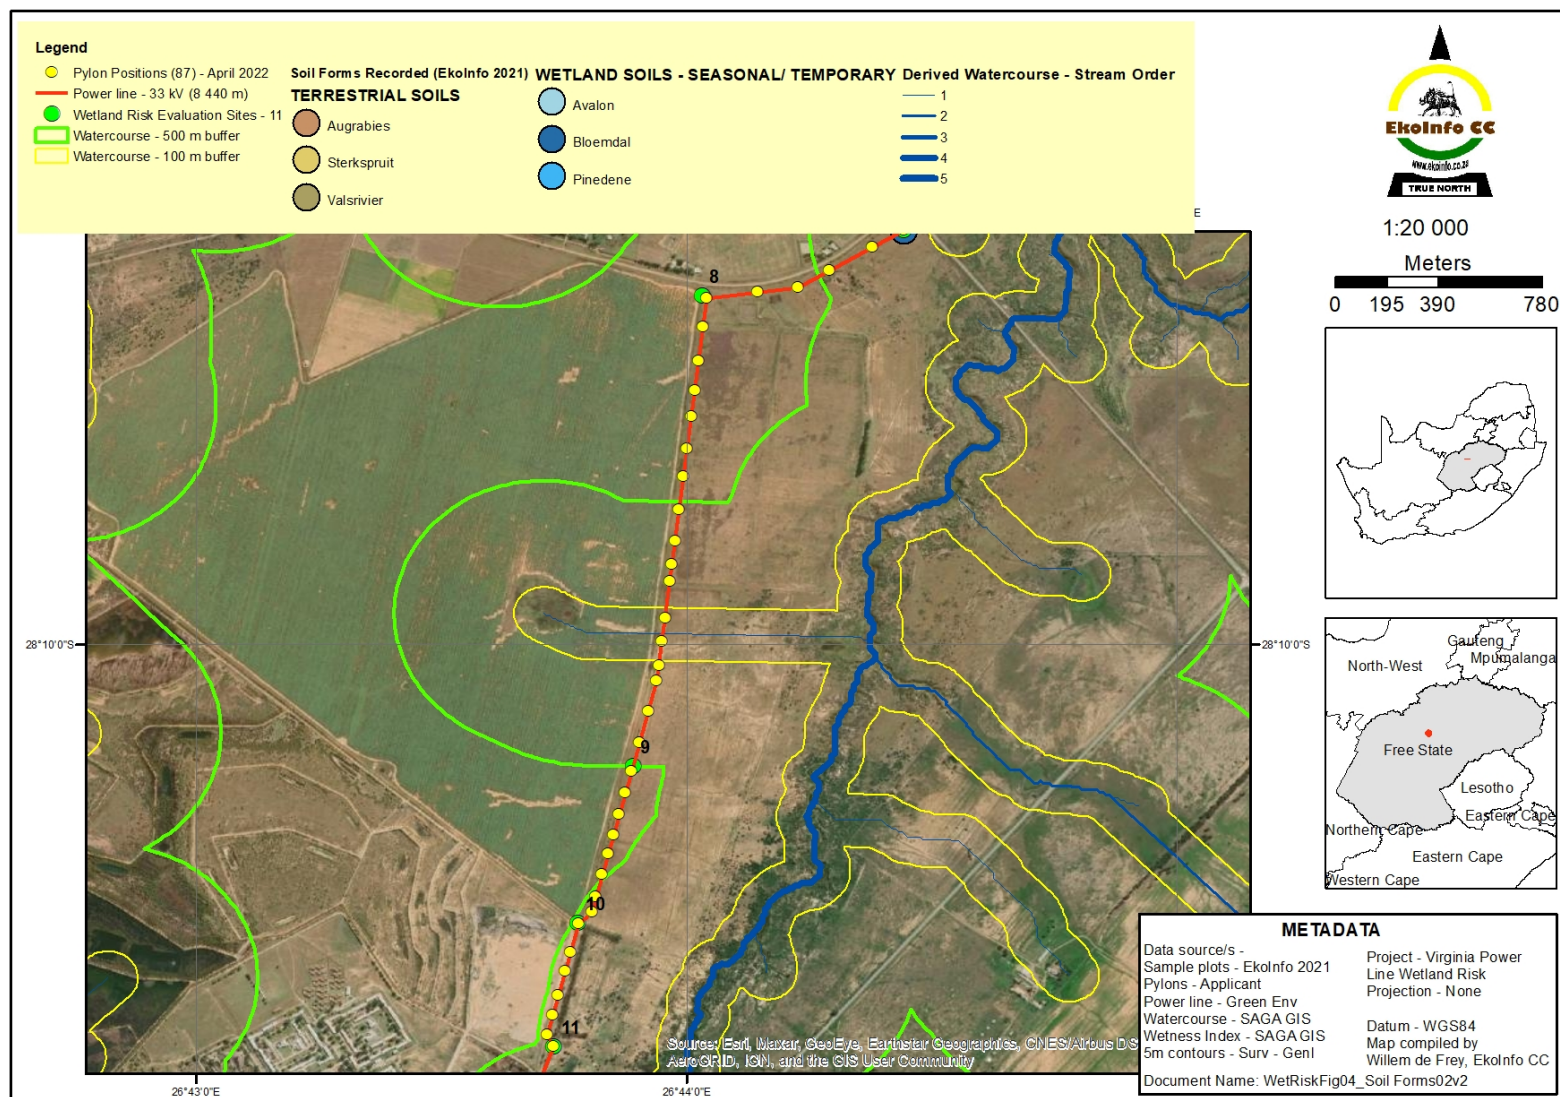 Legend
Pylon Positions (87) - April 2022
Power line - 33 kV (8 440 m)
Wetland Risk Evaluation Sites - 11
Watercourse - 500 m buffer
Watercourse - 100 m buffer
Soil Forms Recorded (EkoInfo 2021)
TERRESTRIAL SOILS
Augrabies
Sterkspruit
Valsrivier
WETLAND SOILS - SEASONAL/ TEMPORARY
Avalon
Bloemdal
Pinedene
Derived Watercourse - Stream Order
1
2
3
4
5
E
EkoInfo CC
www.ekoinfo.co.za
TRUE NORTH
1:20 000
Meters
0 195 390 780
8
9
10
11
28°10'0"S
28°10'0"S
26°43'0"E
26°44'0"E
Source: Esri, Maxar, GeoEye, Earthstar Geographics, CNES/Airbus DS
AeroGRID, IGN, and the GIS User Community
Gauteng
North-West
Mpumalanga
Free State
Lesotho
Eastern Cape
Northern Cape
Eastern Cape
Western Cape
METADATA
Data source/s -
Sample plots - EkoInfo 2021
Pylons - Applicant
Power line - Green Env
Watercourse - SAGA GIS
Wetness Index - SAGA GIS
5m contours - Surv - Genl
Project - Virginia Power
Line Wetland Risk
Projection - None
Datum - WGS84
Map compiled by
Willem de Frey, EkoInfo CC
Document Name: WetRiskFig04_Soil Forms02v2